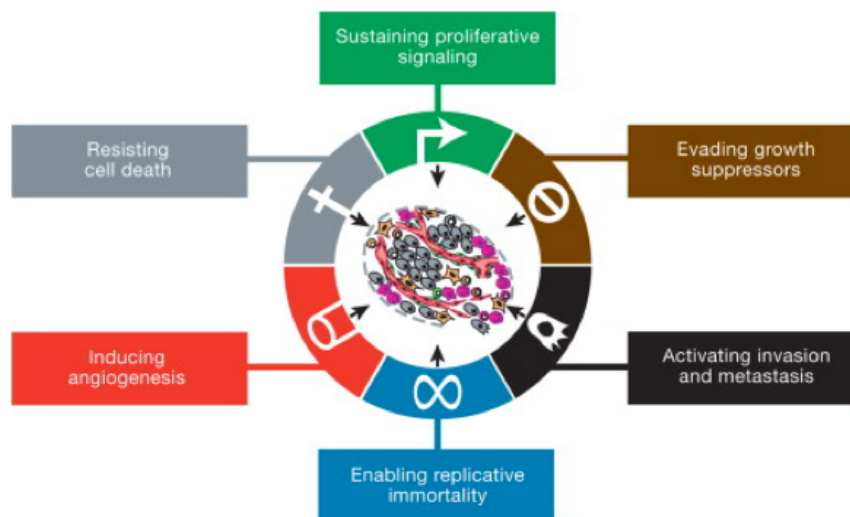 Sustaining proliferative
signaling
Resisting
cell death
Evading growth
suppressors
Inducing
angiogenesis
Activating invasion
and metastasis
Enabling replicative
immortality